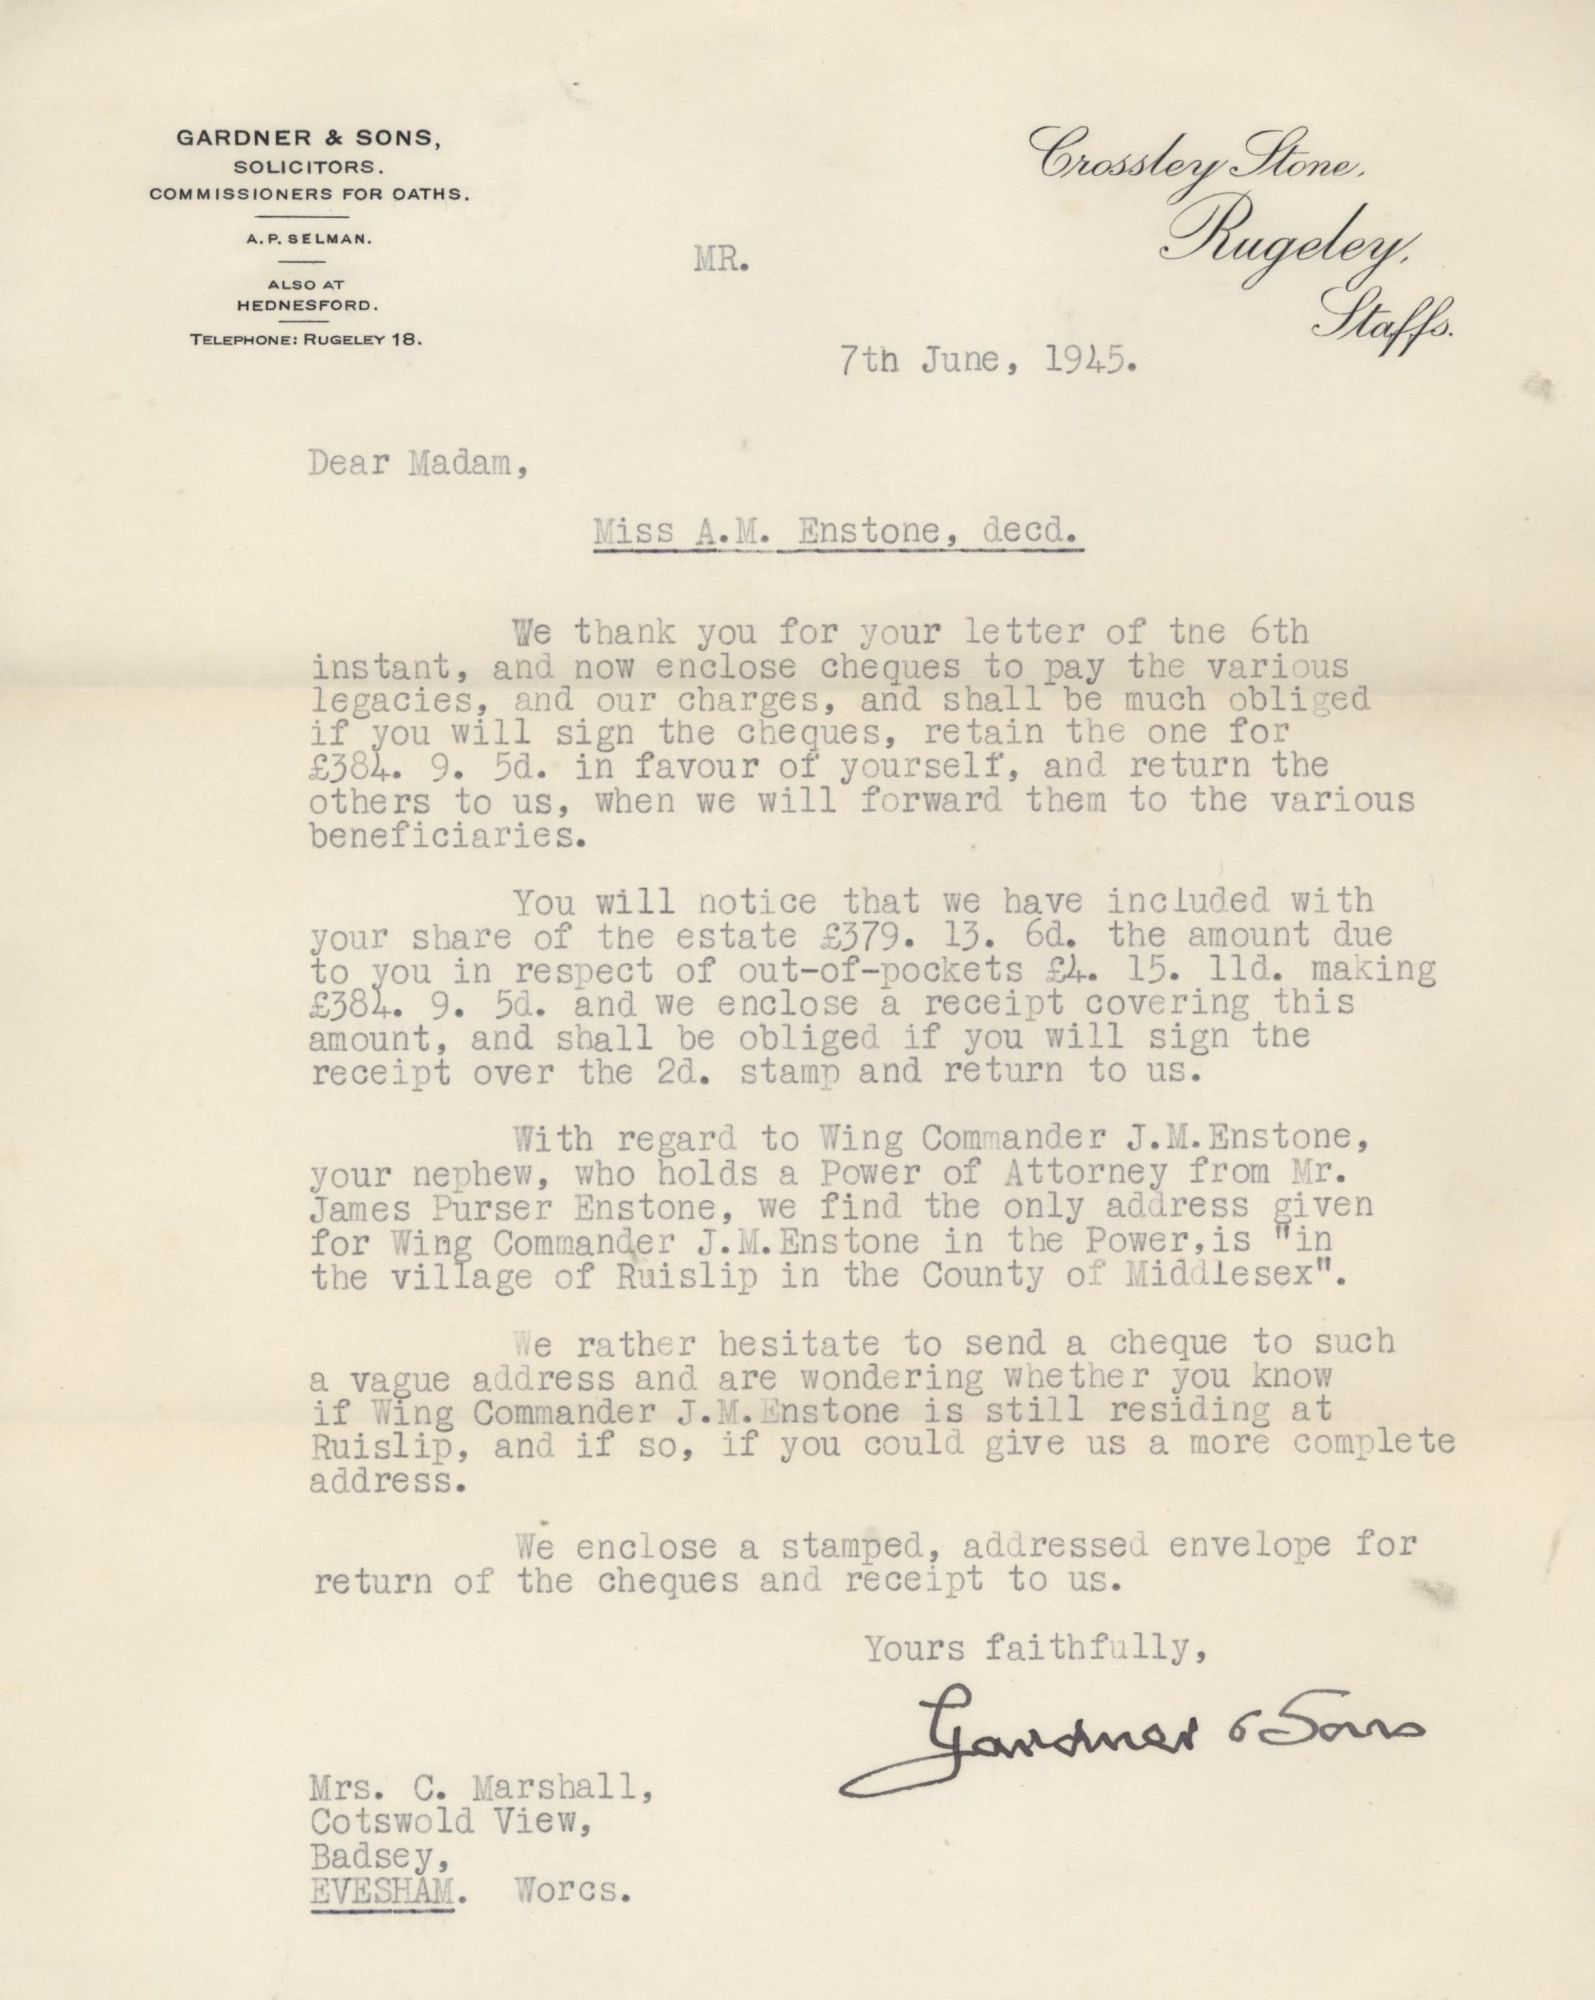 GARDNER & SONS,
SOLICITORS.
COMMISSIONERS FOR OATHS.
A. P. SELMAN.
ALSO AT
HEDNESFORD.
TELEPHONE: RUGELEY 18.
Crossley Stone,
Rugeley,
Staffs.
MR.
7th June, 1945.
Dear Madam,
Miss A.M. Enstone, decd.
We thank you for your letter of tne 6th
instant, and now enclose cheques to pay the various
legacies, and our charges, and shall be much obliged
if you will sign the cheques, retain the one for
£384. 9. 5d. in favour of yourself, and return the
others to us, when we will forward them to the various
beneficiaries.
You will notice that we have included with
your share of the estate £379. 13. 6d. the amount due
to you in respect of out-of-pockets £4. 15. 11d. making
£384. 9. 5d. and we enclose a receipt covering this
amount, and shall be obliged if you will sign the
receipt over the 2d. stamp and return to us.
With regard to Wing Commander J.M.Enstone,
your nephew, who holds a Power of Attorney from Mr.
James Purser Enstone, we find the only address given
for Wing Commander J.M.Enstone in the Power,is "in
the village of Ruislip in the County of Middlesex".
We rather hesitate to send a cheque to such
a vague address and are wondering whether you know
if Wing Commander J.M.Enstone is still residing at
Ruislip, and if so, if you could give us a more complete
address.
We enclose a stamped, addressed envelope for
return of the cheques and receipt to us.
Yours faithfully,
Gardner & Sons
Mrs. C. Marshall,
Cotswold View,
Badsey,
EVESHAM. Worcs.